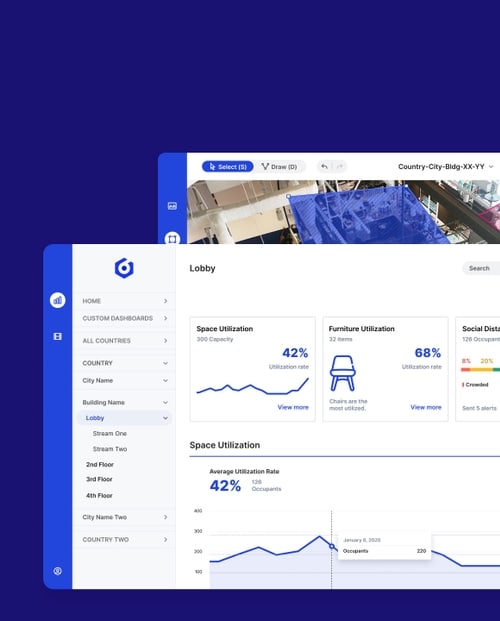 Select (S)
Draw (D)
Country-City-Bldg-XX-YY
Lobby
Search
HOME
CUSTOM DASHBOARDS
ALL COUNTRIES
COUNTRY
City Name
Building Name
Lobby
Stream One
Stream Two
2nd Floor
3rd Floor
4th Floor
City Name Two
COUNTRY TWO
Space Utilization
300 Capacity
42%
Utilization rate
View more
Furniture Utilization
32 items
68%
Utilization rate
Chairs are the
most utilized.
View more
Social Dista
126 Occupant
8% 20%
Crowded
Sent 5 alerts
Space Utilization
Average Utilization Rate
42%
126
Occupants
400
300
200
100
January 6, 2020
Occupants 220